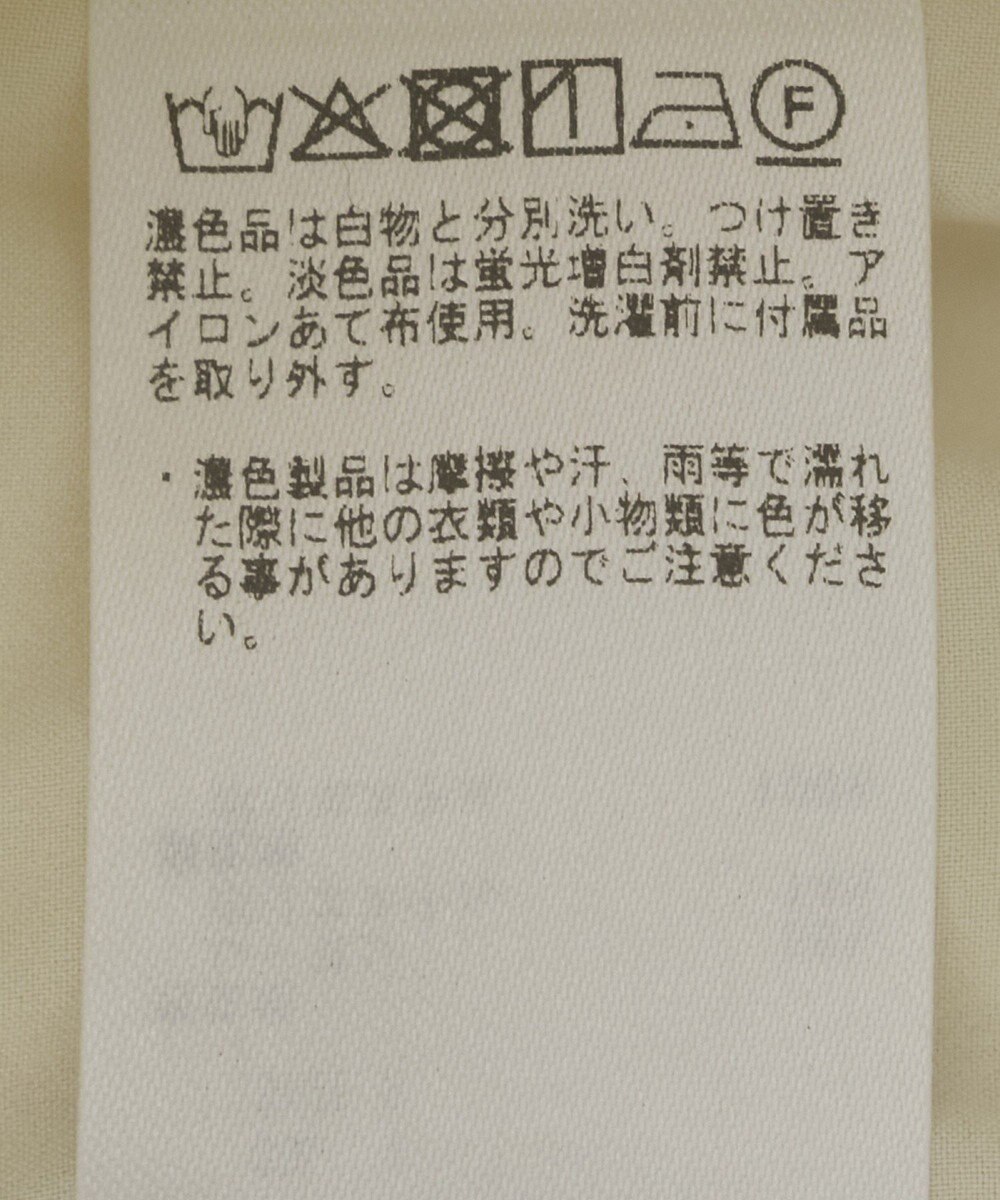 F
濃色品は白物と分別洗い。つけ置き
禁止。淡色品は蛍光増白剤禁止。ア
イロンあて布使用。洗濯前に付属品
を取り外す。
・濃色製品は摩擦や汗、雨等で濡れ
た際に他の衣類や小物類に色が移
る事がありますのでご注意くださ
い。